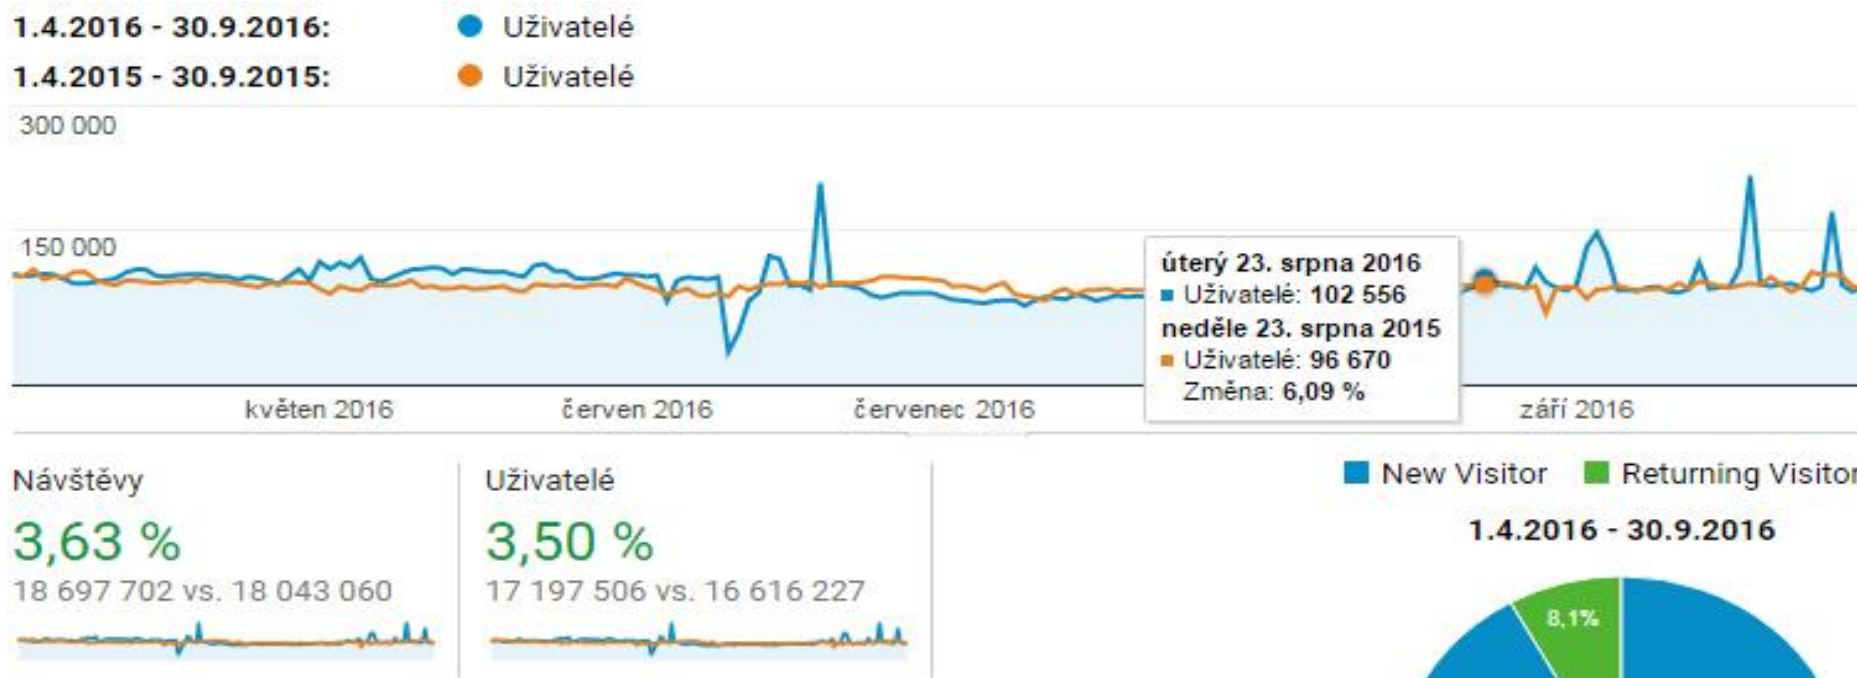 1.4.2016 - 30.9.2016: Uživatelé
1.4.2015 - 30.9.2015: Uživatelé
300 000
150 000
úterý 23. srpna 2016
Uživatelé: 102 556
neděle 23. srpna 2015
Uživatelé: 96 670
Změna: 6,09 %
květen 2016 červen 2016 červenec 2016 září 2016
Návštěvy
3,63 %
18 697 702 vs. 18 043 060
Uživatelé
3,50 %
17 197 506 vs. 16 616 227
New Visitor Returning Visitor
1.4.2016 - 30.9.2016
8,1%